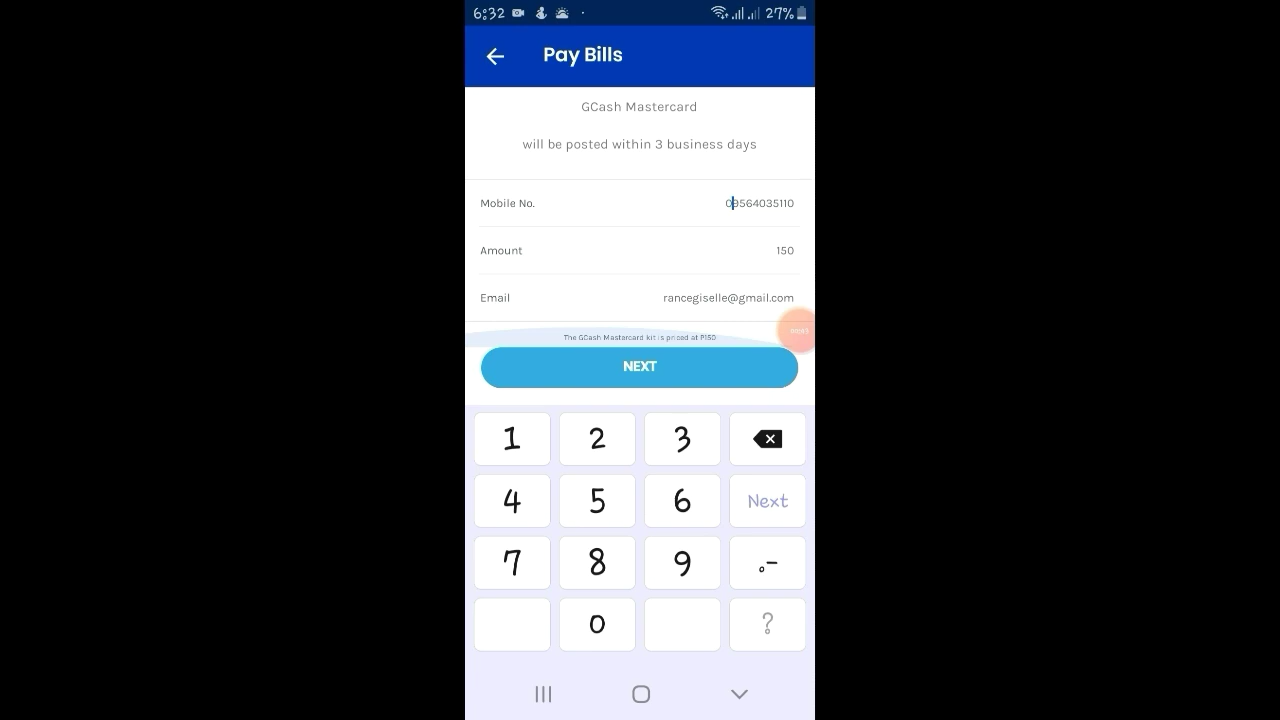 6:32 27%
Pay Bills
GCash Mastercard
will be posted within 3 business days
Mobile No. 09564035110
Amount 150
Email rancegiselle@gmail.com
The GCash Mastercard kit is priced at P150
NEXT
1 2 3
4 5 6 Next
7 8 9 .-
0 ?